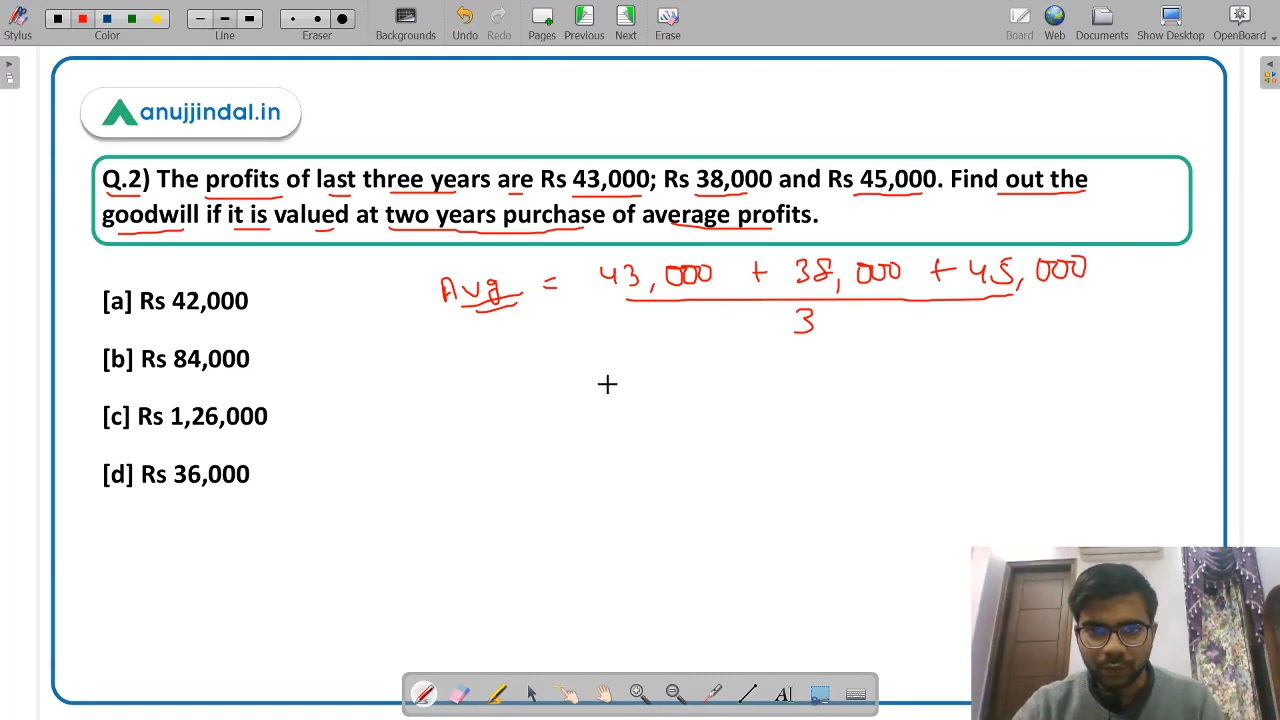 Stylus
Color
Line
Eraser
Backgrounds
Undo
Redo
Pages
Previous
Next
Erase
Board
Web
Documents
Show Desktop
OpenBoard
anujjindal.in
Q.2) The profits of last three years are Rs 43,000; Rs 38,000 and Rs 45,000. Find out the
goodwill if it is valued at two years purchase of average profits.
Avg = 43,000 + 38,000 + 45,000
3
[a] Rs 42,000
[b] Rs 84,000
[c] Rs 1,26,000
[d] Rs 36,000